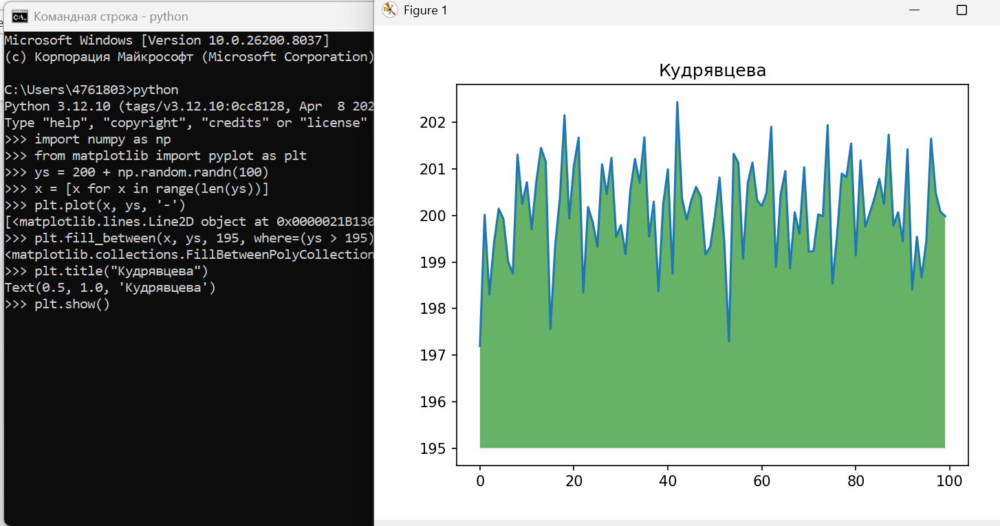 Командная строка - python
Microsoft Windows [Version 10.0.26200.8037]
(c) Корпорация Майкрософт (Microsoft Corporation)
C:\Users\4761803>python
Python 3.12.10 (tags/v3.12.10:0cc8128, Apr  8 202
Type "help", "copyright", "credits" or "license"
>>> import numpy as np
>>> from matplotlib import pyplot as plt
>>> ys = 200 + np.random.randn(100)
>>> x = [x for x in range(len(ys))]
>>> plt.plot(x, ys, '-')
[<matplotlib.lines.Line2D object at 0x0000021B130
>>> plt.fill_between(x, ys, 195, where=(ys > 195)
<matplotlib.collections.FillBetweenPolyCollection
>>> plt.title("Кудрявцева")
Text(0.5, 1.0, 'Кудрявцева')
>>> plt.show()
Figure 1
Кудрявцева
202
201
200
199
198
197
196
195
0 20 40 60 80 100